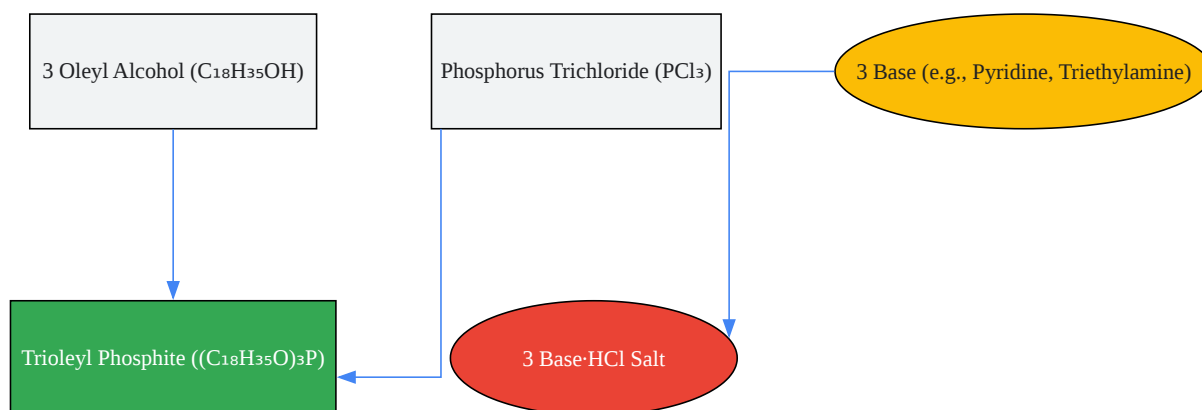 3 Oleyl Alcohol (C₁₈H₃₅OH)
Phosphorus Trichloride (PCl₃)
3 Base (e.g., Pyridine, Triethylamine)
Trioleyl Phosphite ((C₁₈H₃₅O)₃P)
3 Base·HCl Salt